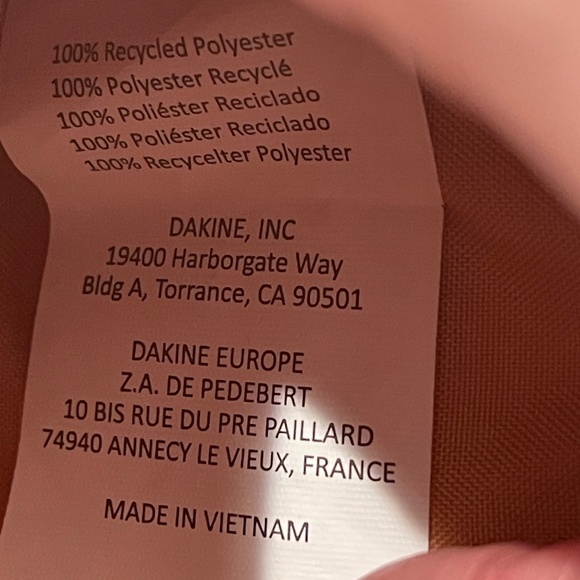 100% Recycled Polyester
100% Polyester Recyclé
100% Poliéster Reciclado
100% Poliéster Reciclado
100% Recycelter Polyester
DAKINE, INC
19400 Harborgate Way
Bldg A, Torrance, CA 90501
DAKINE EUROPE
Z.A. DE PEDEBERT
10 BIS RUE DU PRE PAILLARD
74940 ANNECY LE VIEUX, FRANCE
MADE IN VIETNAM